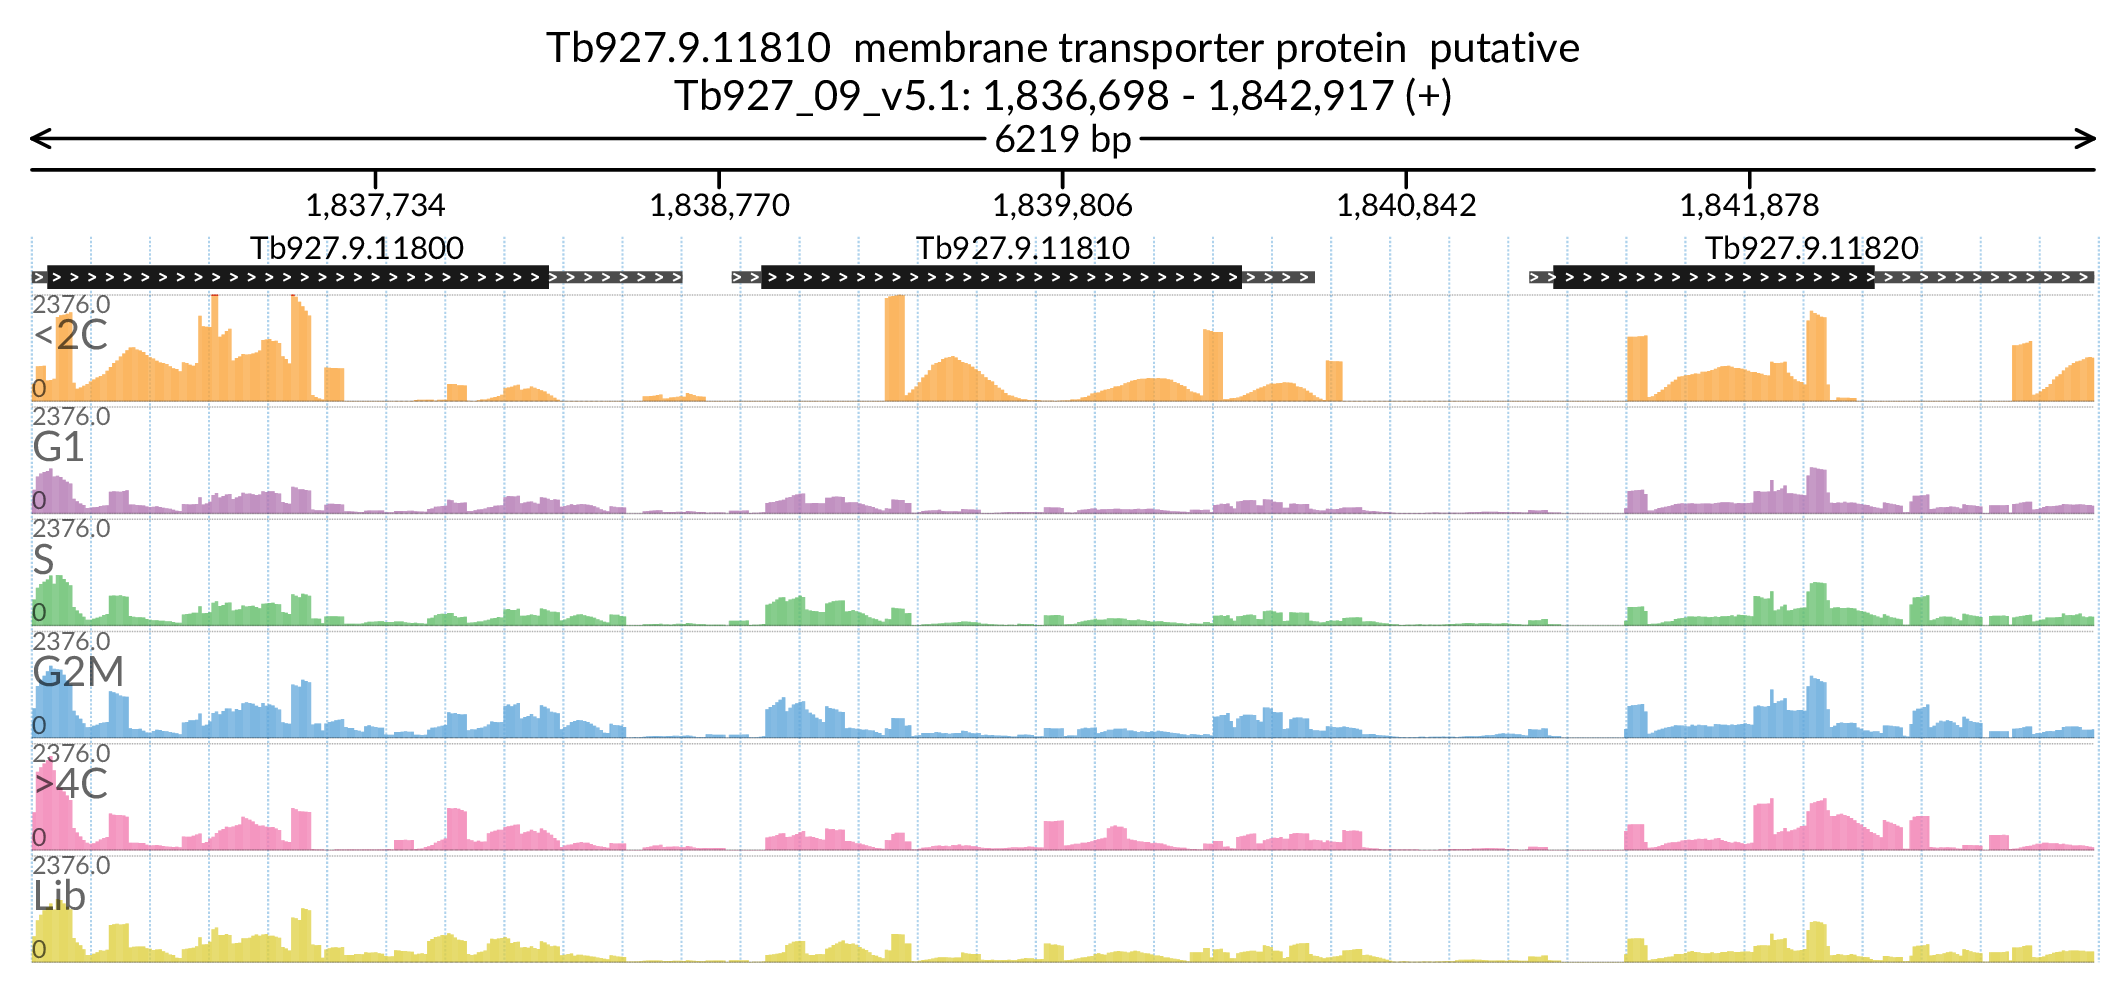 Tb927.9.11810 membrane transporter protein putative
Tb927_09_v5.1: 1,836,698 - 1,842,917 (+)
6219 bp
1,837,734 1,838,770 1,839,806 1,840,842 1,841,878
Tb927.9.11800 Tb927.9.11810 Tb927.9.11820
2376.0
<2C
0
2376.0
G1
0
2376.0
S
0
2376.0
G2M
0
2376.0
>4C
0
2376.0
Lib
0